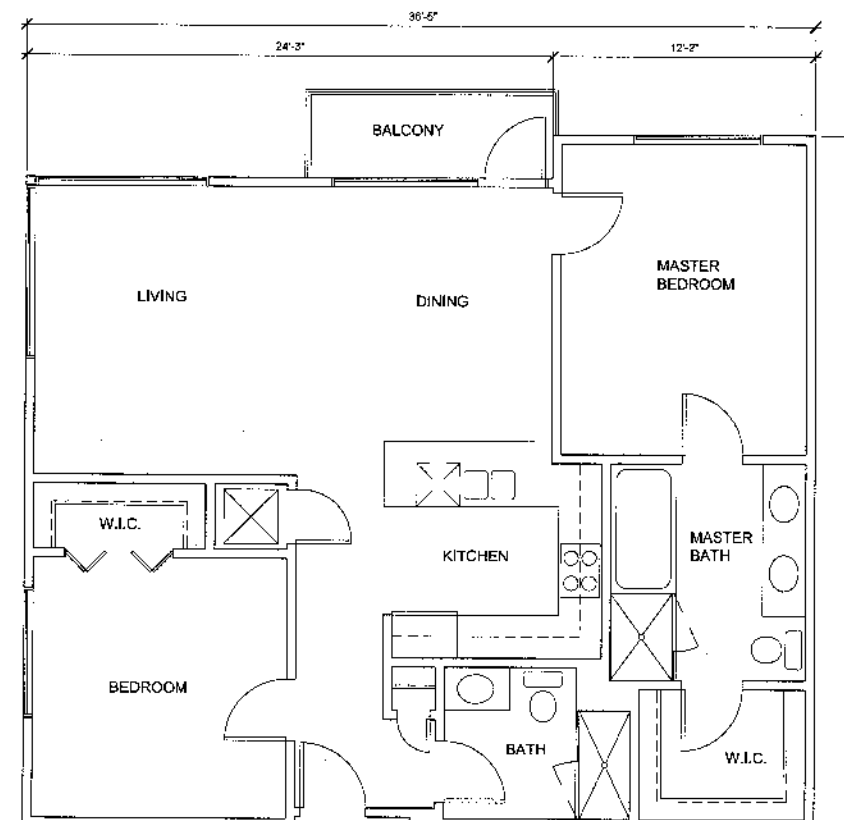 36'-5"
24'-3"
12'-2"
BALCONY
LIVING
DINING
MASTER
BEDROOM
W.I.C.
KITCHEN
MASTER
BATH
BEDROOM
BATH
W.I.C.